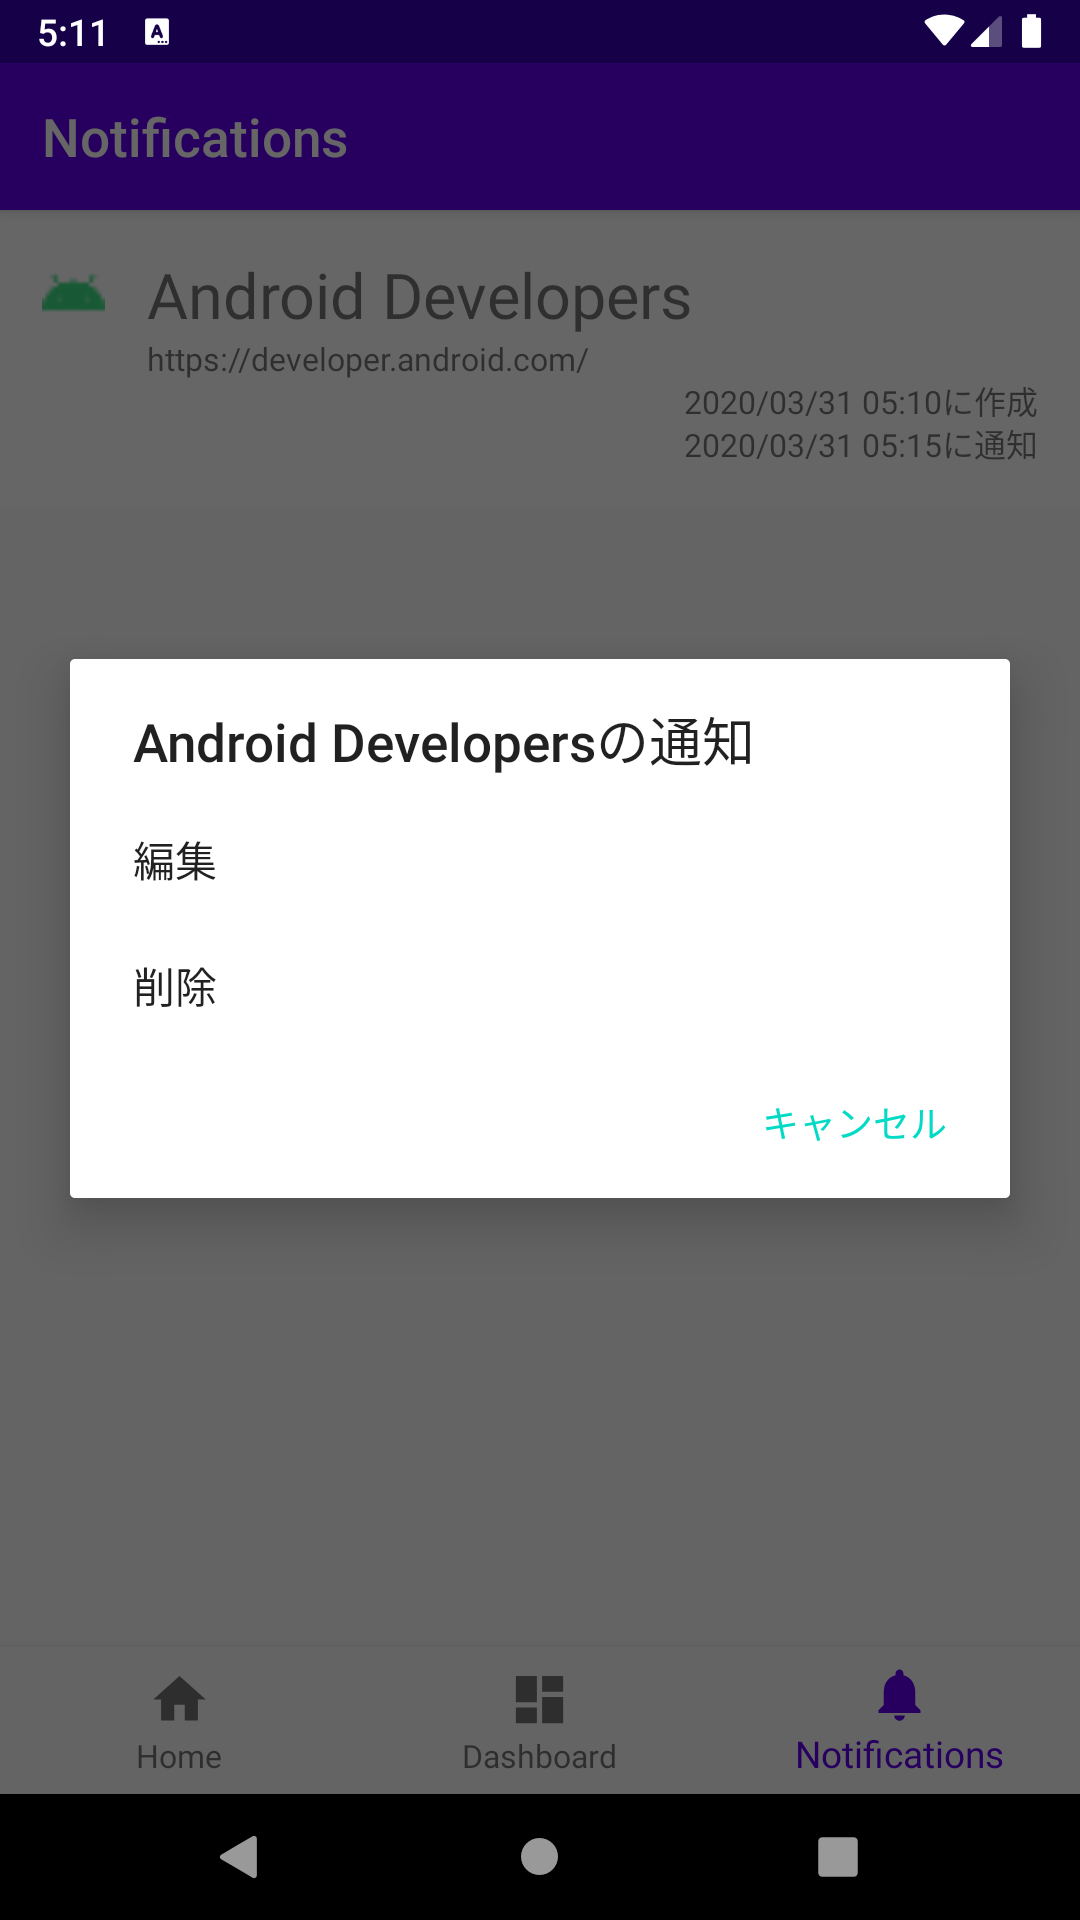 5:11
Notifications
Android Developers
https://developer.android.com/
2020/03/31 05:10に作成
2020/03/31 05:15に通知
Android Developersの通知
編集
削除
キャンセル
Home
Dashboard
Notifications